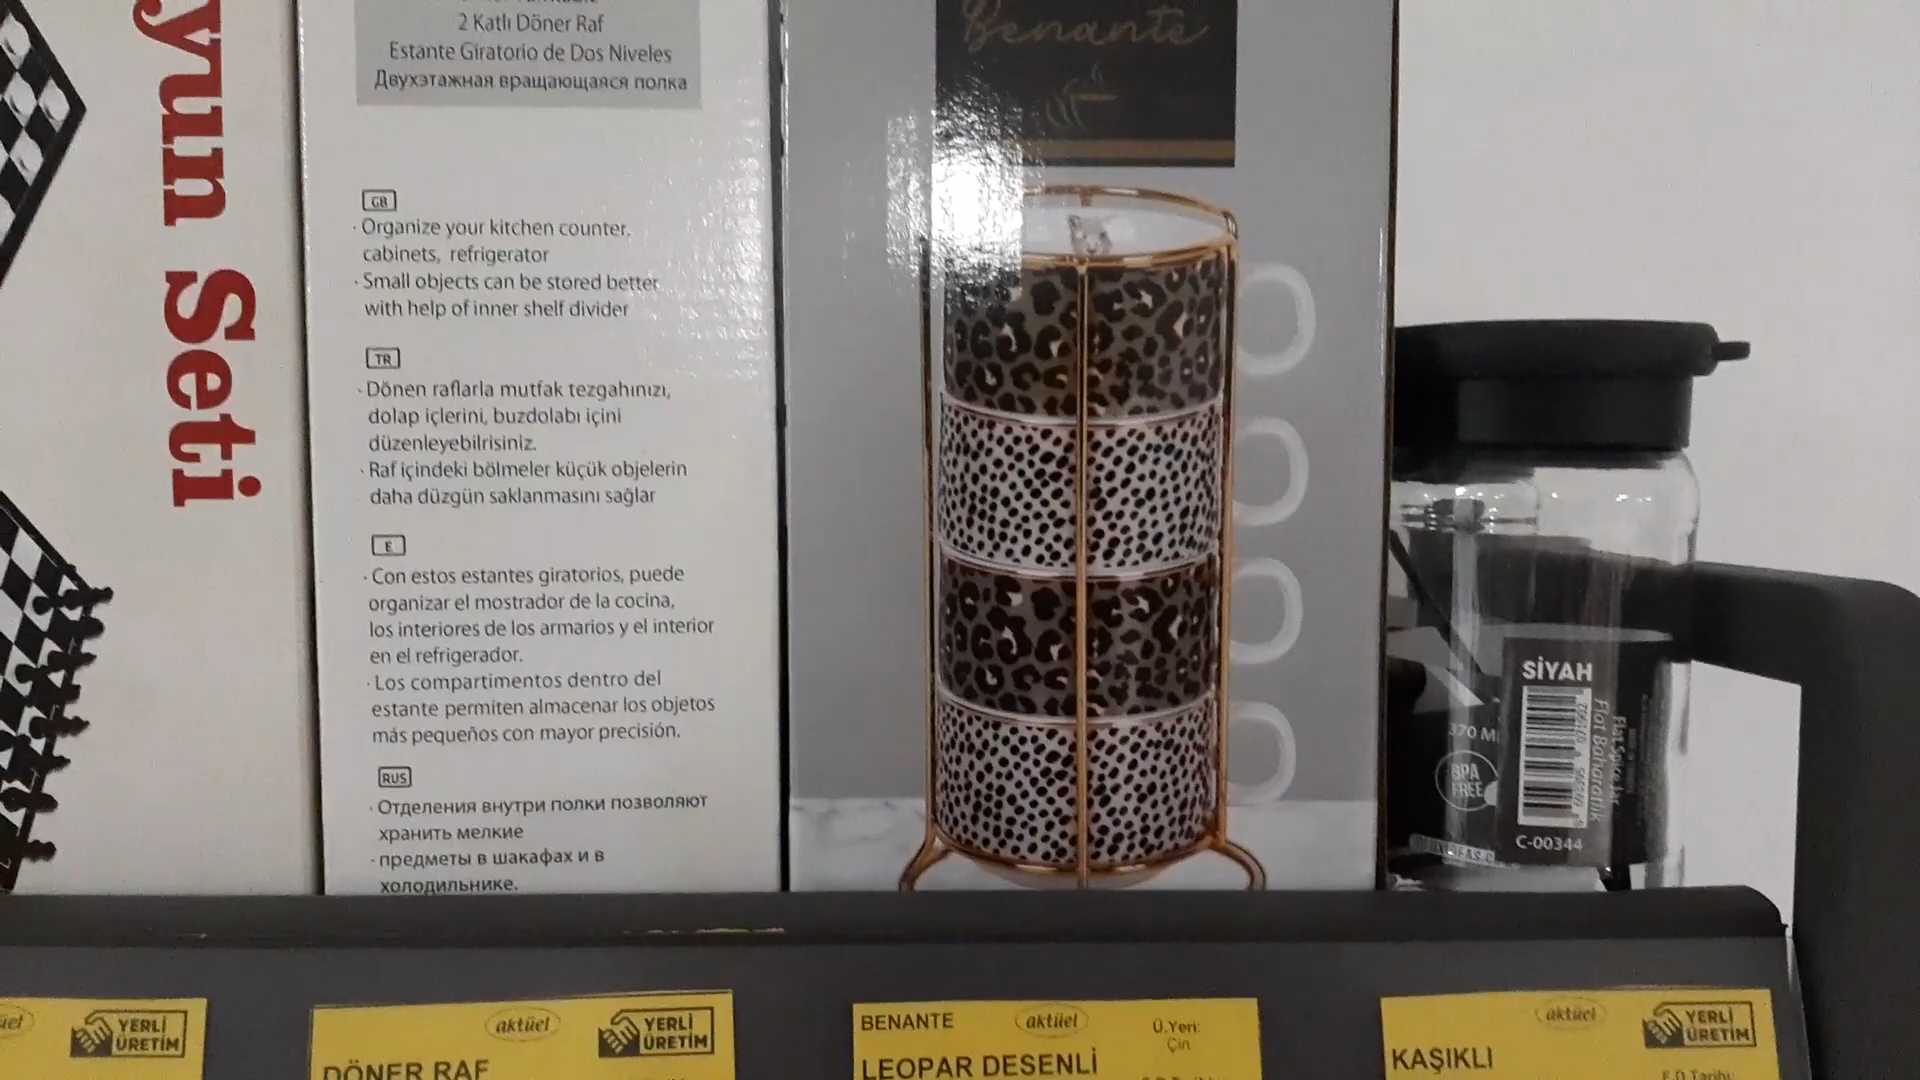 yun Seti
2 Katlı Döner Raf
Estante Giratorio de Dos Niveles
Двухэтажная вращающаяся полка
GB
· Organize your kitchen counter.
cabinets, refrigerator
· Small objects can be stored better
with help of inner shelf divider
TR
· Dönen raflarla mutfak tezgahınızı,
dolap içlerini, buzdolabı içini
düzenleyebilrisiniz.
· Raf içindeki bölmeler küçük objelerin
daha düzgün saklanmasını sağlar
E
· Con estos estantes giratorios, puede
organizar el mostrador de la cocina,
los interiores de los armarios y el interior
en el refrigerador.
· Los compartimentos dentro del
estante permiten almacenar los objetos
más pequeños con mayor precisión.
RUS
· Отделения внутри полки позволяют
хранить мелкие
· предметы в шакафах и в
холодильнике.
Benante
SİYAH
370 M
BPA
FREE
Flat Spice Jar
Flat Baharatlık
C-00344
YERLİ
ÜRETİM
aktüel
YERLİ
ÜRETİM
DÖNER RAF
BENANTE
aktüel
Ü.Yeri:
Çin
LEOPAR DESENLİ
aktüel
YERLİ
ÜRETİM
KAŞIKLI